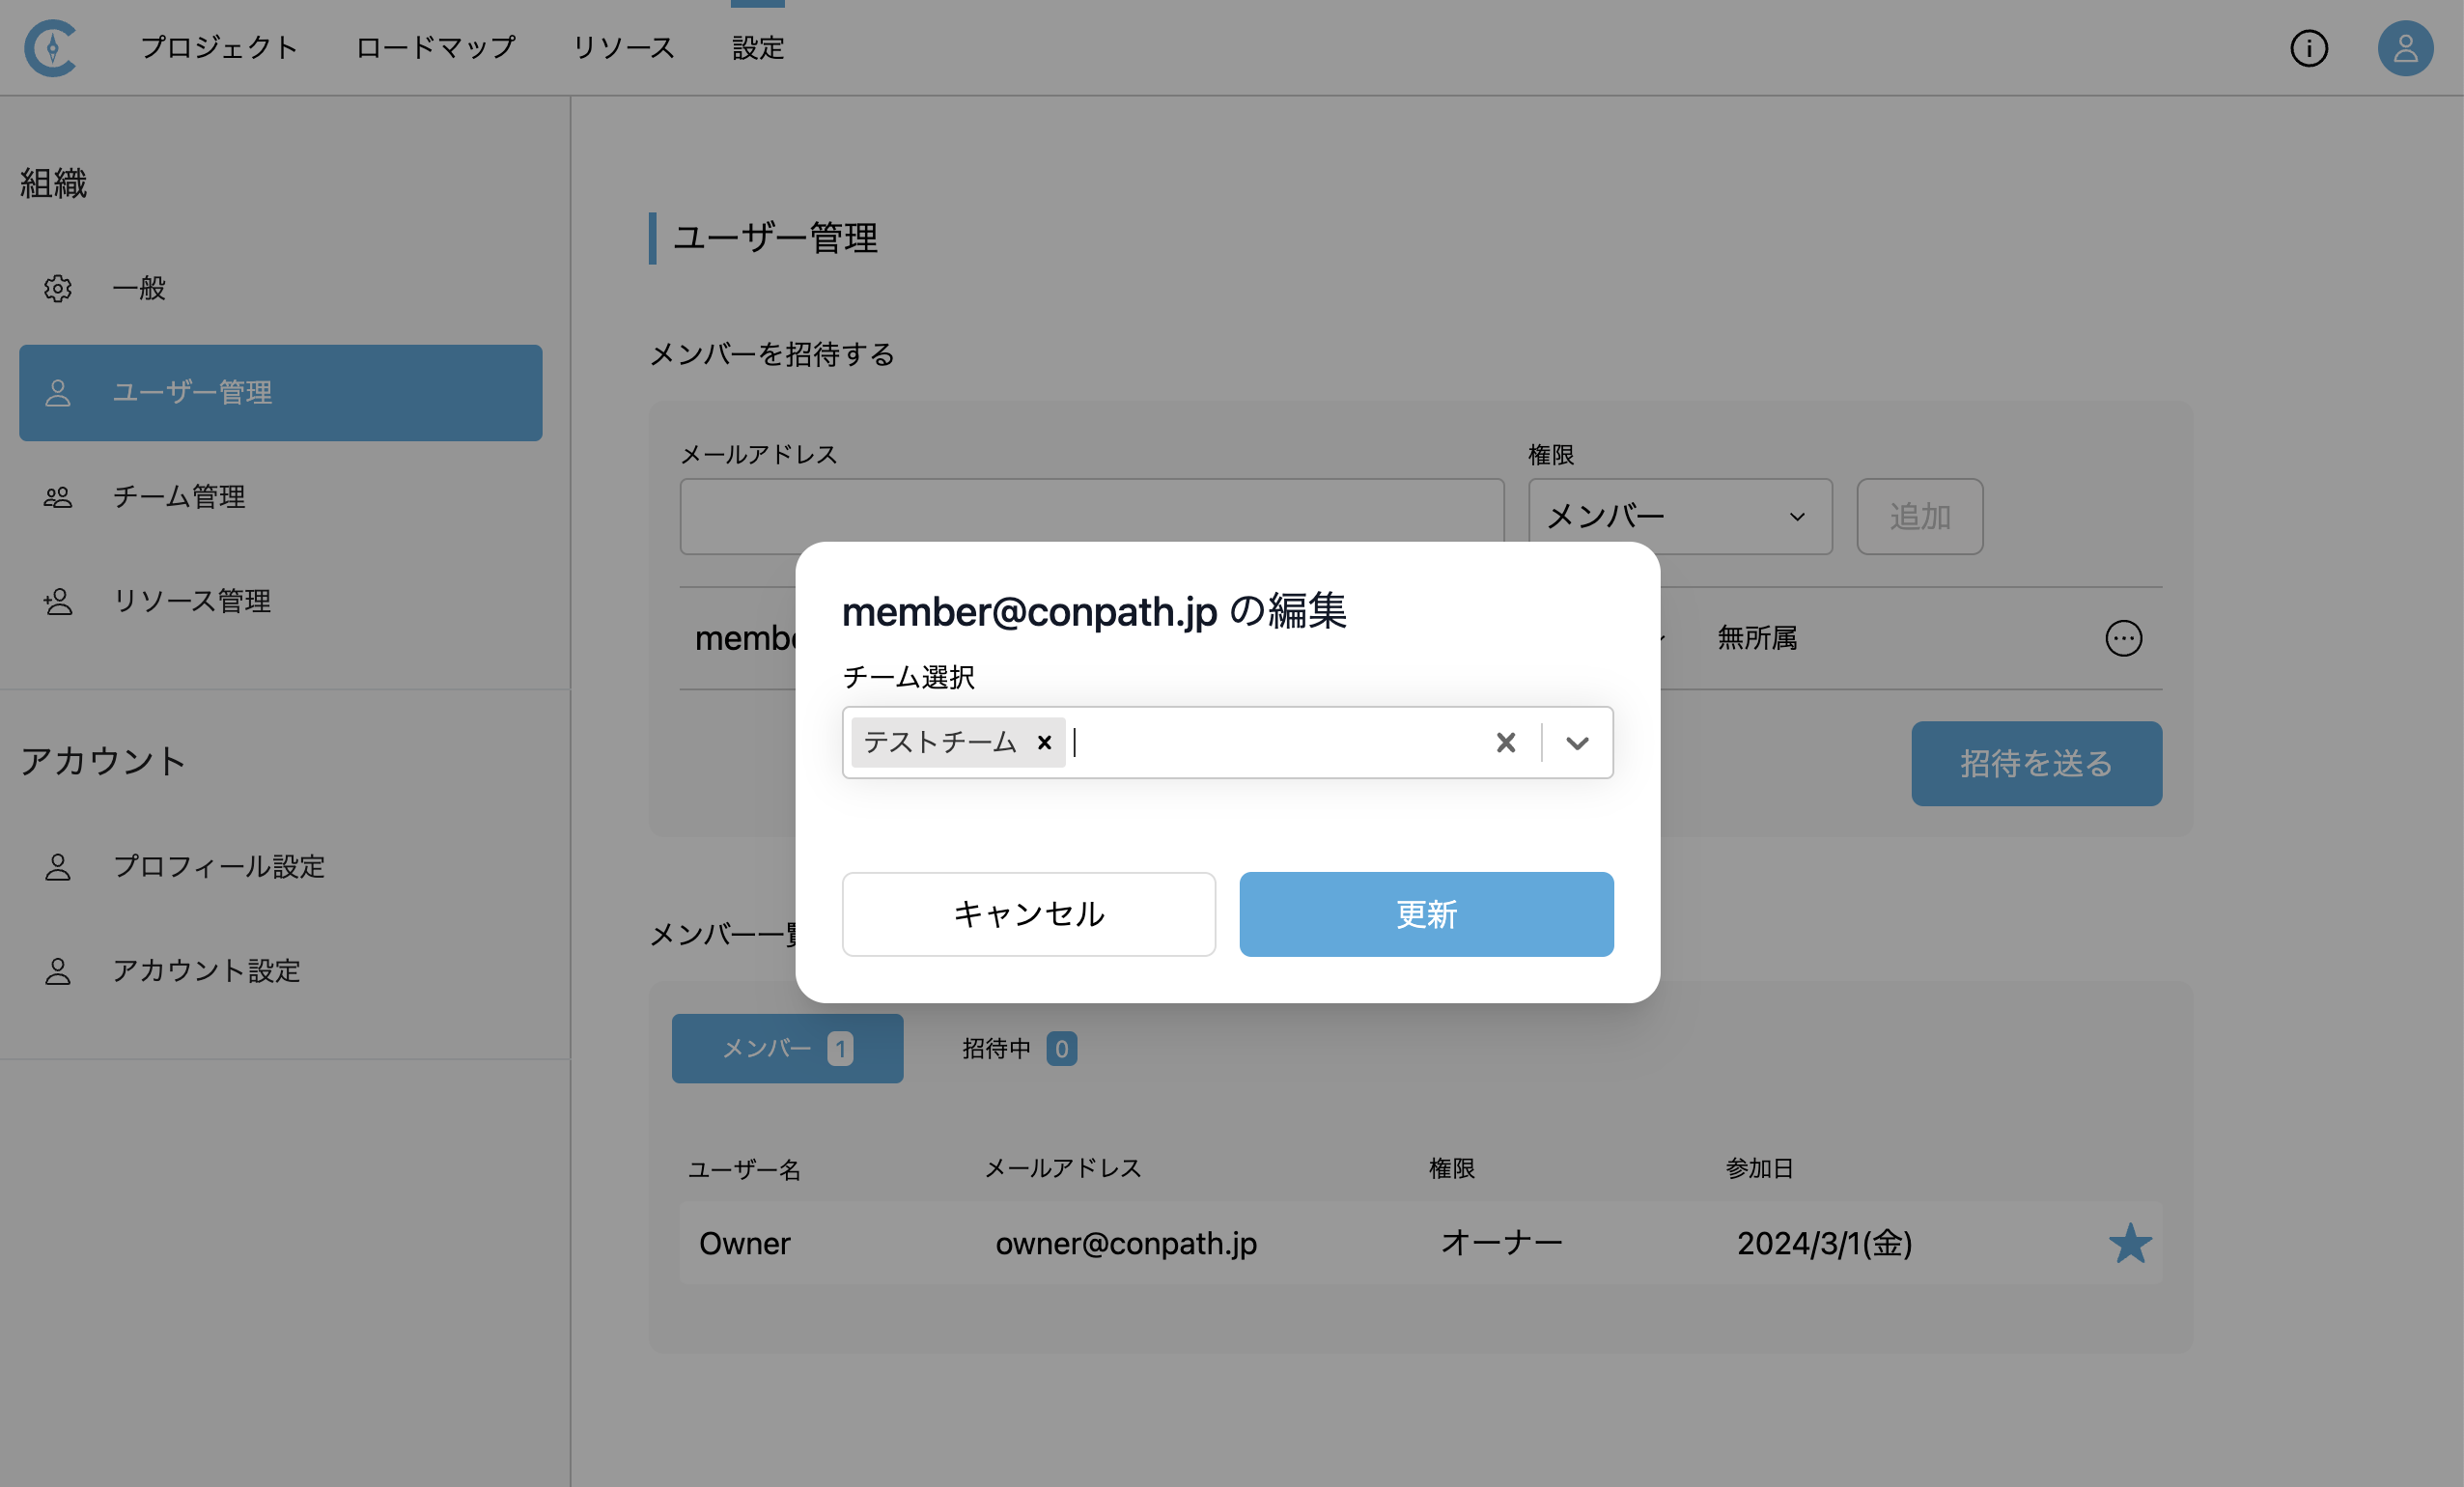 プロジェクト ロードマップ リソース 設定
組織
一般
ユーザー管理
チーム管理
リソース管理
アカウント
プロフィール設定
アカウント設定
ユーザー管理
メンバーを招待する
メールアドレス 権限
メンバー 追加
無所属
招待を送る
member@conpath.jp の編集
チーム選択
テストチーム
キャンセル 更新
メンバー一覧
メンバー 1 招待中 0
ユーザー名 メールアドレス 権限 参加日
Owner owner@conpath.jp オーナー 2024/3/1(金)